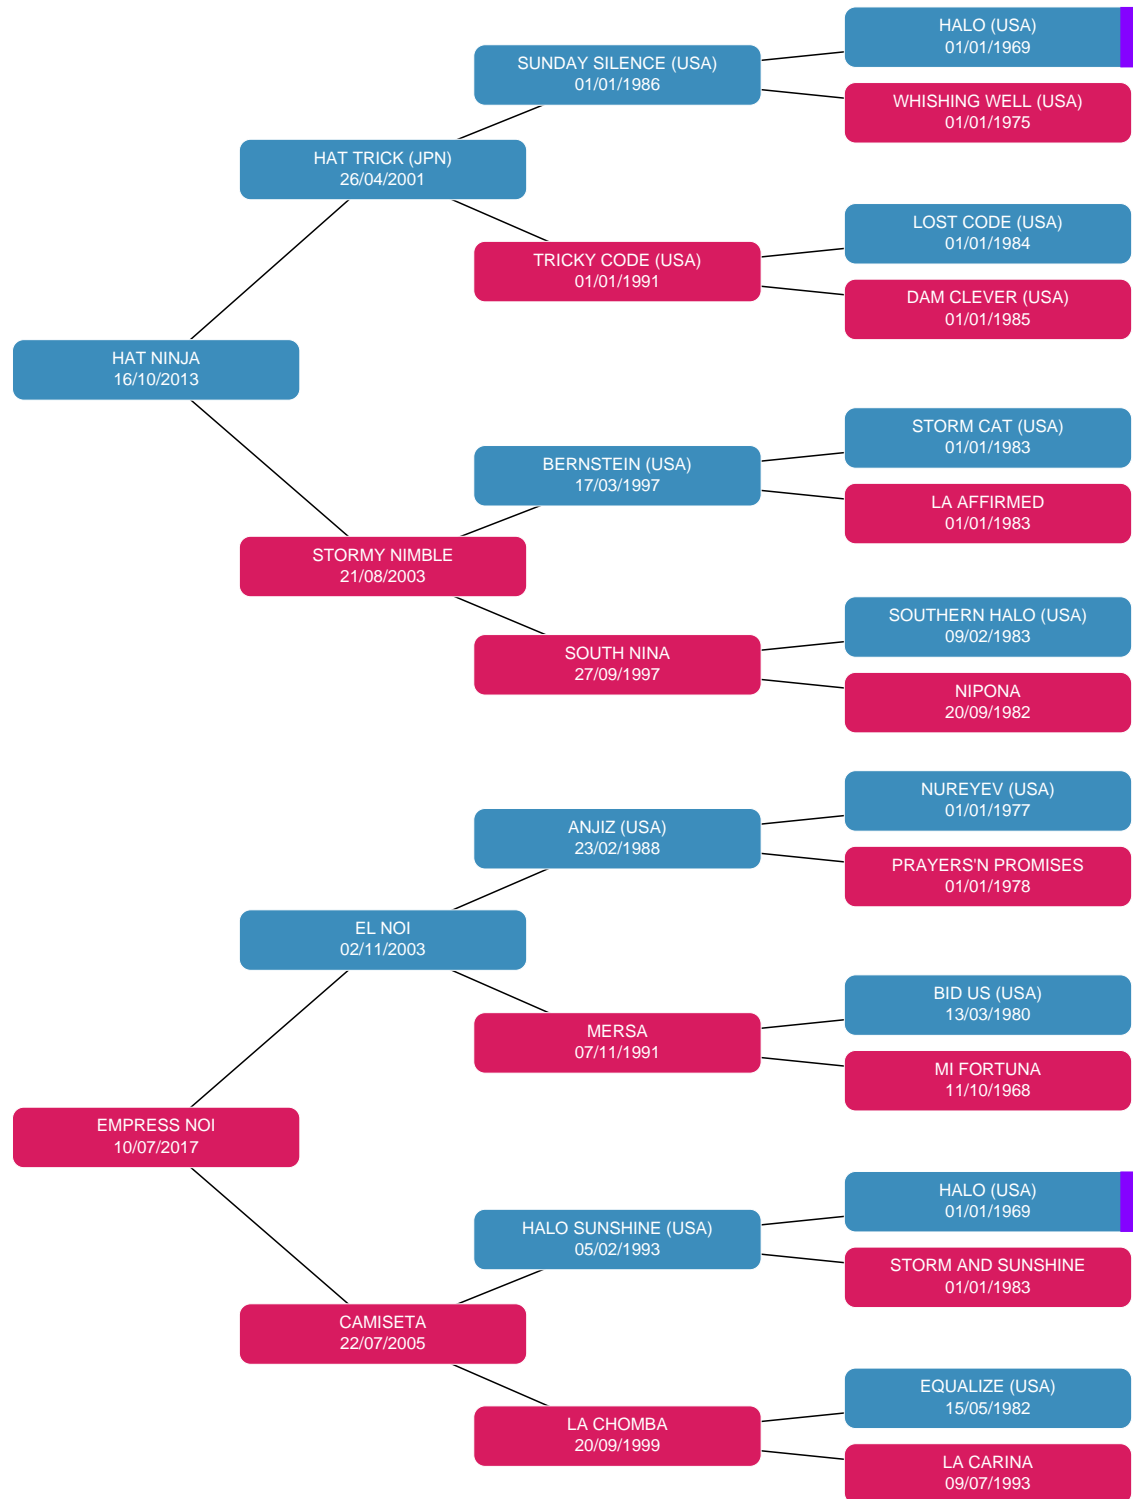 HALO (USA)
01/01/1969
SUNDAY SILENCE (USA)
01/01/1986
WHISHING WELL (USA)
01/01/1975
HAT TRICK (JPN)
26/04/2001
LOST CODE (USA)
01/01/1984
TRICKY CODE (USA)
01/01/1991
DAM CLEVER (USA)
01/01/1985
HAT NINJA
16/10/2013
STORM CAT (USA)
01/01/1983
BERNSTEIN (USA)
17/03/1997
LA AFFIRMED
01/01/1983
STORMY NIMBLE
21/08/2003
SOUTHERN HALO (USA)
09/02/1983
SOUTH NINA
27/09/1997
NIPONA
20/09/1982
NUREYEV (USA)
01/01/1977
ANJIZ (USA)
23/02/1988
PRAYERS'N PROMISES
01/01/1978
EL NOI
02/11/2003
BID US (USA)
13/03/1980
MERSA
07/11/1991
MI FORTUNA
11/10/1968
EMPRESS NOI
10/07/2017
HALO (USA)
01/01/1969
HALO SUNSHINE (USA)
05/02/1993
STORM AND SUNSHINE
01/01/1983
CAMISETA
22/07/2005
EQUALIZE (USA)
15/05/1982
LA CHOMBA
20/09/1999
LA CARINA
09/07/1993